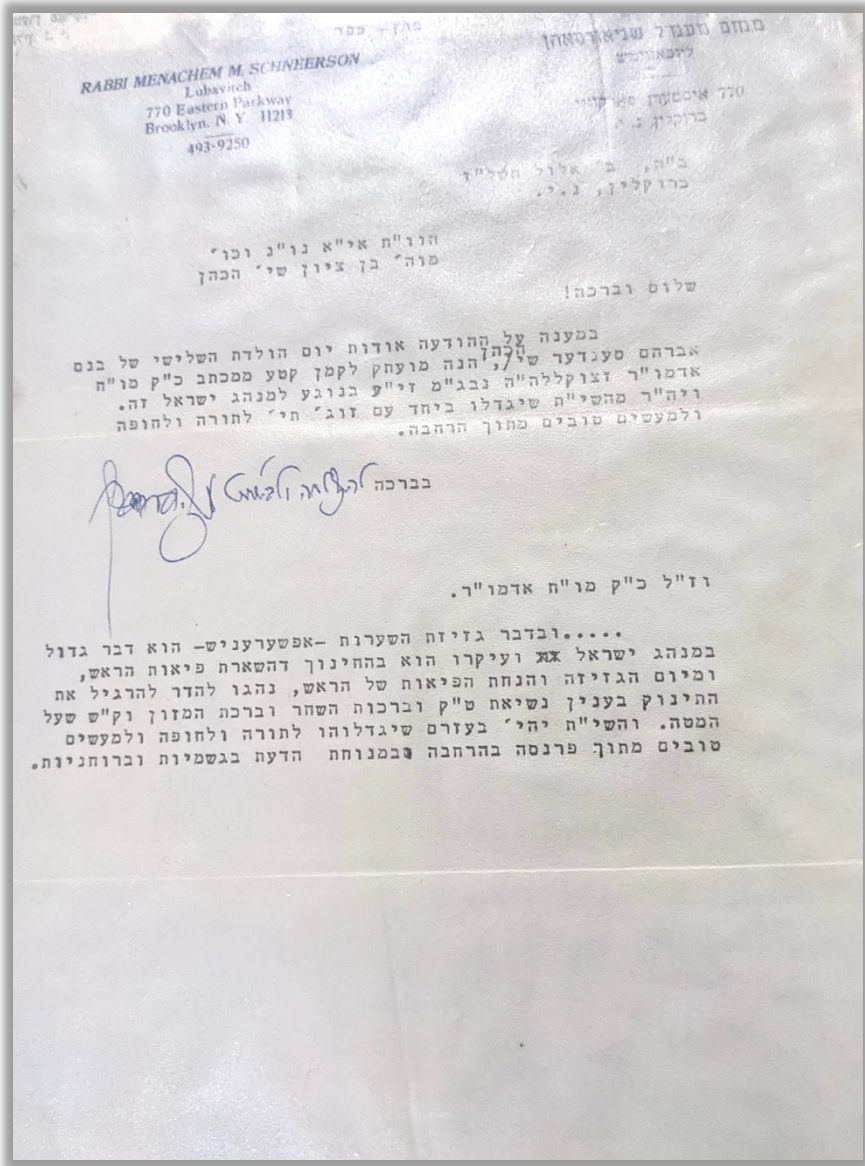 מתן- כפר
מנחם מענדל שניאורסאהן
ליובאוויטש
770 איסטערן פארקוויי
ברוקלין נ. י.
RABBI MENACHEM M. SCHNEERSON
Lubavitch
770 Eastern Parkway
Brooklyn, N. Y. 11213
493-9250
ב"ה, ב' אלול תשל"ז
ברוקלין, נ.י.
הוו"ח אי"א נו"נ וכו'
מוה' בן ציון שי' הכהן
שלום וברכה!
במענה על ההודעה אודות יום הולדת השלישי של בנם
הכהן
אברהם סענדער שי'/, הנה מועתק לקמן קטע ממכתב כ"ק מו"ח
אדמו"ר זצוקללה"ה נבג"מ זי"ע בנוגע למנהג ישראל זה.
ויה"ר מהשי"ת שיגדלו ביחד עם זוג' תי' לתורה ולחופה
ולמעשים טובים מתוך הרחבה.
בברכה
וז"ל כ"ק מו"ח אדמו"ר.
.....ובדבר גזיזת השערות -אפשערעניש- הוא דבר גדול
במנהג ישראל ועיקרו הוא בהחינוך דהשארת פיאות הראש,
ומיום הגזיזה והנחת הפיאות של הראש, נהגו להדר להרגיל את
התינוק בענין נשיאת ט"ק וברכות השחר וברכת המזון וק"ש שעל
המטה. והשי"ת יהי' בעזרם שיגדלוהו לתורה ולחופה ולמעשים
טובים מתוך פרנסה בהרחבה ובמנוחת הדעת בגשמיות וברוחניות.